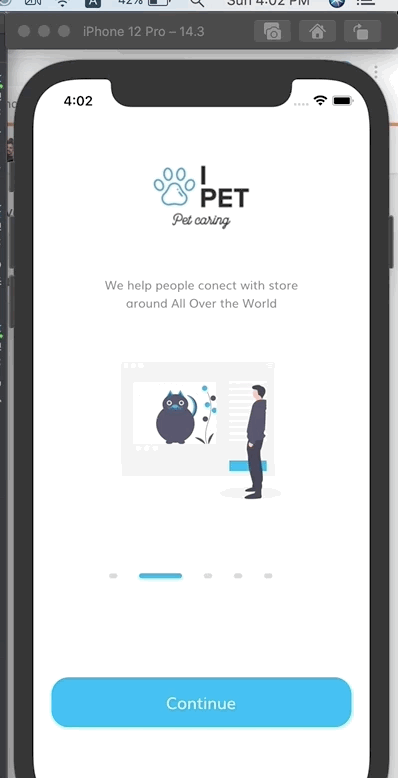 42%
Sun 4:02 PM
iPhone 12 Pro – 14.3
4:02
I
PET
Pet caring
We help people conect with store
around All Over the World
Continue